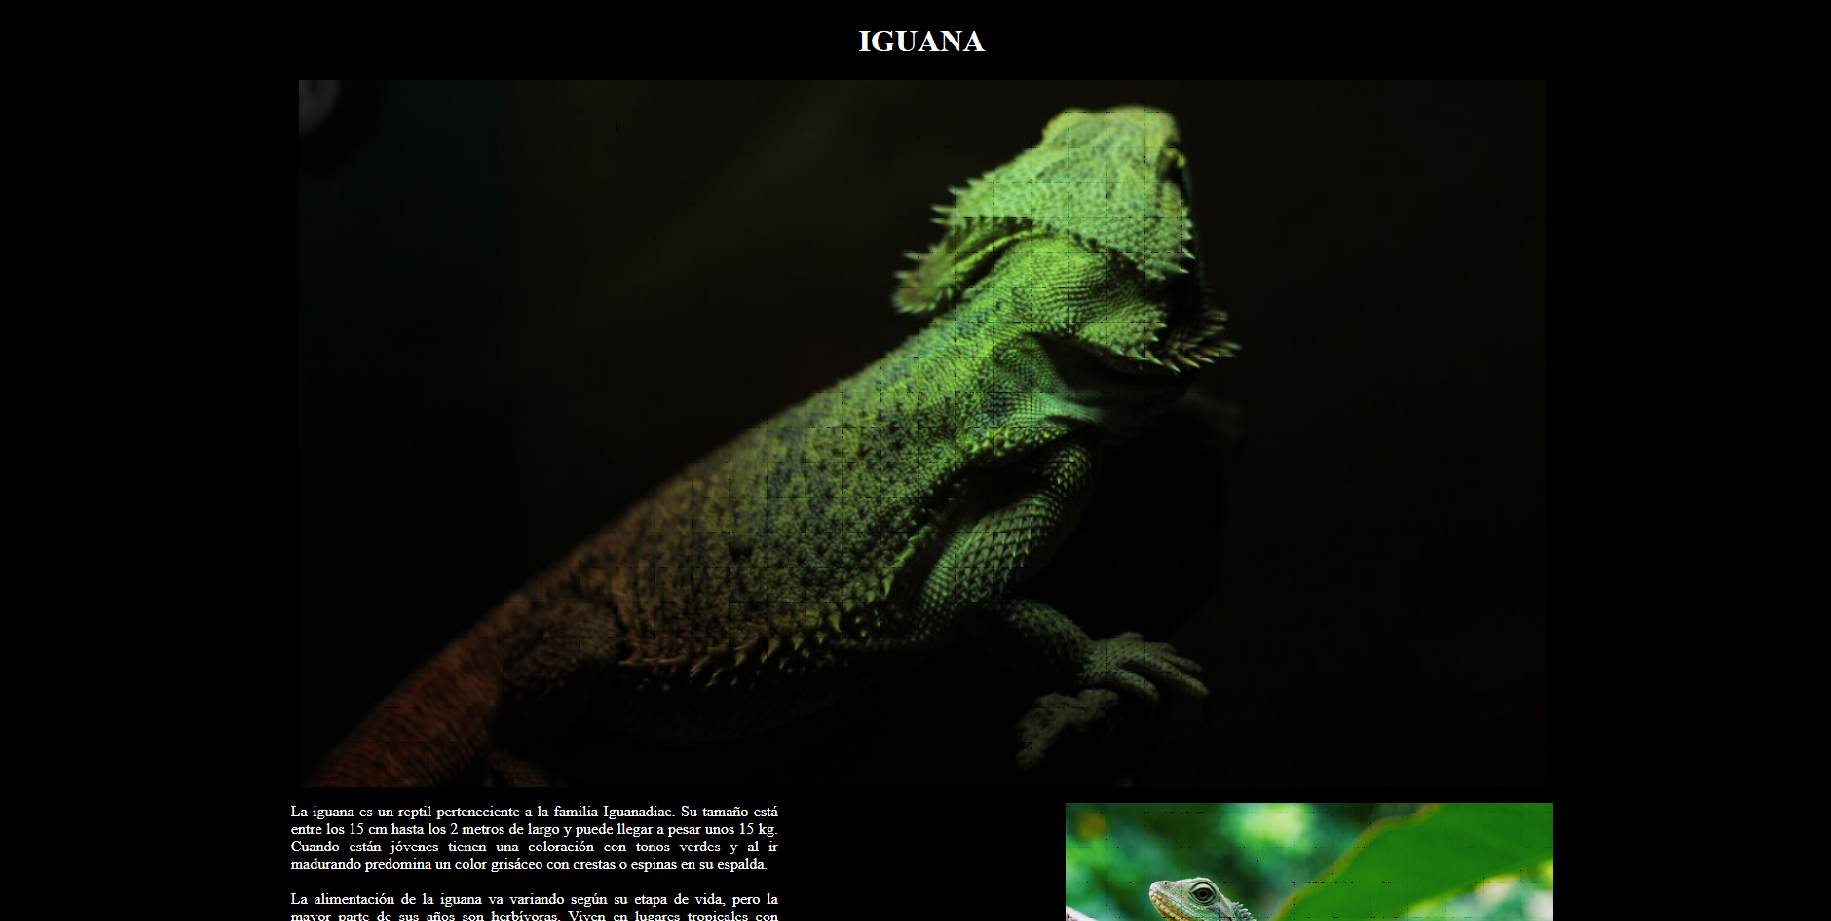 IGUANA
La iguana es un reptil perteneciente a la familia Iguanadiae. Su tamaño está
entre los 15 cm hasta los 2 metros de largo y puede llegar a pesar unos 15 kg.
Cuando están jóvenes tienen una coloración con tonos verdes y al ir
madurando predomina un color grisáceo con crestas o espinas en su espalda.
La alimentación de la iguana va variando según su etapa de vida, pero la
mayor parte de sus años son herbívoras. Viven en lugares tropicales con